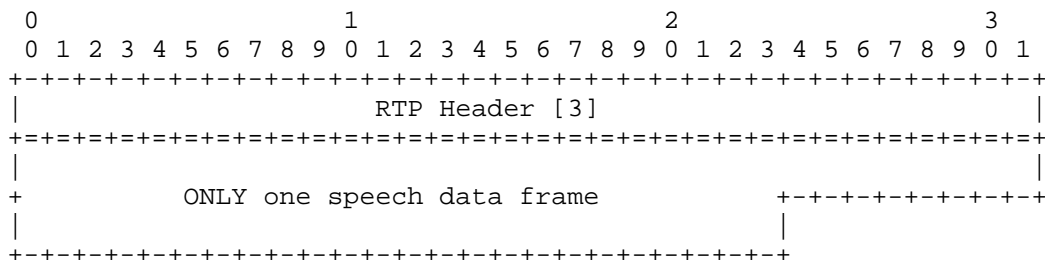 0                   1                   2                   3
 0 1 2 3 4 5 6 7 8 9 0 1 2 3 4 5 6 7 8 9 0 1 2 3 4 5 6 7 8 9 0 1
+-+-+-+-+-+-+-+-+-+-+-+-+-+-+-+-+-+-+-+-+-+-+-+-+-+-+-+-+-+-+-+-+
|                      RTP Header [3]                           |
+=+=+=+=+=+=+=+=+=+=+=+=+=+=+=+=+=+=+=+=+=+=+=+=+=+=+=+=+=+=+=+=+
|                                                               |
+          ONLY one speech data frame           +-+-+-+-+-+-+-+-+
|                                               |
+-+-+-+-+-+-+-+-+-+-+-+-+-+-+-+-+-+-+-+-+-+-+-+-+